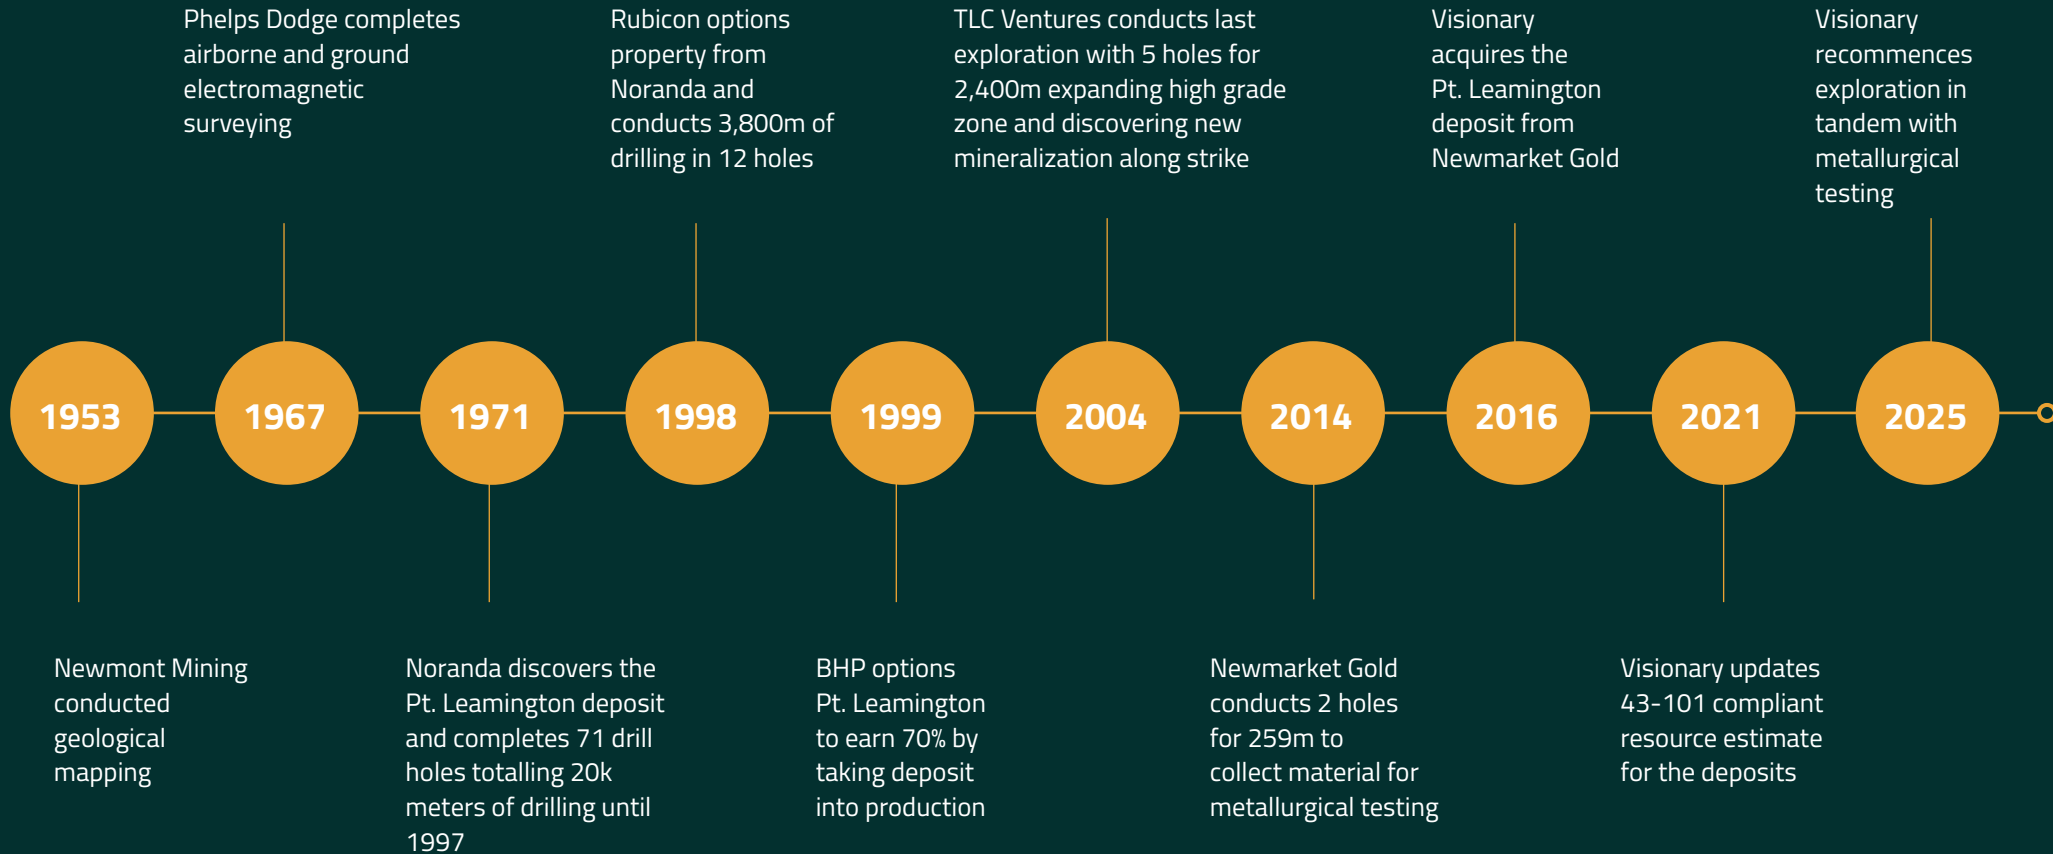 Phelps Dodge completes
airborne and ground
electromagnetic
surveying
Rubicon options
property from
Noranda and
conducts 3,800m of
drilling in 12 holes
TLC Ventures conducts last
exploration with 5 holes for
2,400m expanding high grade
zone and discovering new
mineralization along strike
Visionary
acquires the
Pt. Leamington
deposit from
Newmarket Gold
Visionary
recommences
exploration in
tandem with
metallurgical
testing
1953
1967
1971
1998
1999
2004
2014
2016
2021
2025
Newmont Mining
conducted
geological
mapping
Noranda discovers the
Pt. Leamington deposit
and completes 71 drill
holes totalling 20k
meters of drilling until
1997
BHP options
Pt. Leamington
to earn 70% by
taking deposit
into production
Newmarket Gold
conducts 2 holes
for 259m to
collect material for
metallurgical testing
Visionary updates
43-101 compliant
resource estimate
for the deposits